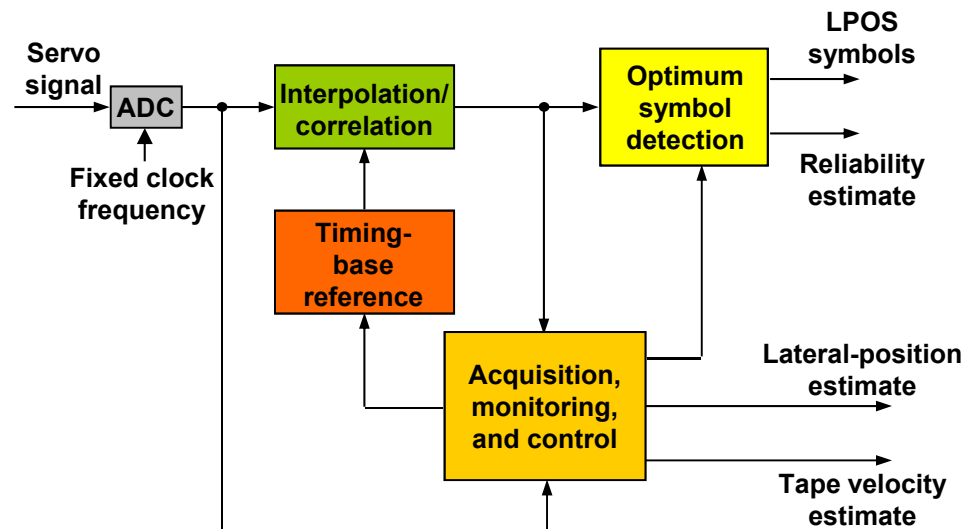 Servo
signal
ADC
Fixed clock
frequency
Interpolation/
correlation
Timing-
base
reference
Optimum
symbol
detection
LPOS
symbols
Reliability
estimate
Acquisition,
monitoring,
and control
Lateral-position
estimate
Tape velocity
estimate